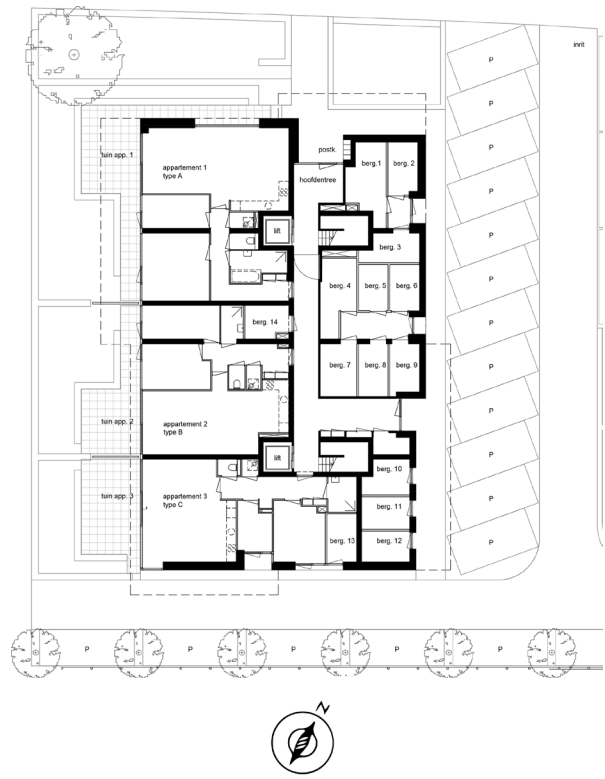 inrit
P
P
P
P
P
P
P
P
P
P
P
P
tuin app. 1
appartement 1
type A
postk.
hoofdentree
berg.1
berg. 2
lift
berg. 3
berg. 4
berg. 5
berg. 6
berg. 14
berg. 7
berg. 8
berg. 9
tuin app. 2
appartement 2
type B
lift
berg. 10
tuin app. 3
appartement 3
type C
berg. 11
berg. 12
berg. 13
P
P
P
P
P
N